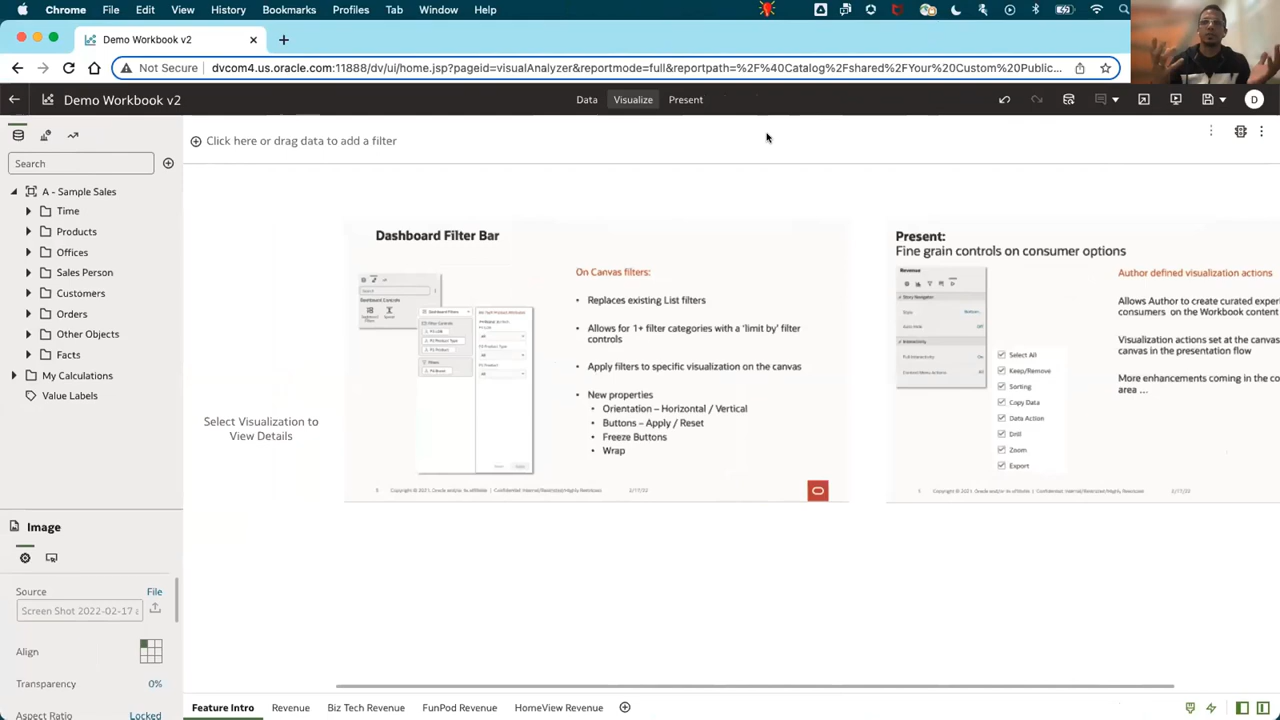 Chrome File Edit View History Bookmarks Profiles Tab Window Help
Demo Workbook v2
Not Secure dvcom4.us.oracle.com:11888/dv/ui/home.jsp?pageid=visualAnalyzer&reportmode=full&reportpath=%2F%40Catalog%2Fshared%2FYour%20Custom%20Public...
Demo Workbook v2
Data Visualize Present
D
Click here or drag data to add a filter
Search
A - Sample Sales
Time
Products
Offices
Sales Person
Customers
Orders
Other Objects
Facts
My Calculations
Value Labels
Select Visualization to
View Details
Dashboard Filter Bar
On Canvas filters:
• Replaces existing List filters
• Allows for 1+ filter categories with a 'limit by' filter
controls
• Apply filters to specific visualization on the canvas
• New properties
• Orientation – Horizontal / Vertical
• Buttons – Apply / Reset
• Freeze Buttons
• Wrap
Present:
Fine grain controls on consumer options
Revenue
Author defined visualization actions
Allows Author to create curated exper
consumers on the Workbook content
Visualization actions set at the canvas
canvas in the presentation flow
More enhancements coming in the co
area ...
Select All
Keep/Remove
Sorting
Copy Data
Data Action
Drill
Zoom
Export
Image
Source File
Screen Shot 2022-02-17
Align
Transparency 0%
Aspect Ratio Locked
Feature Intro Revenue Biz Tech Revenue FunPod Revenue HomeView Revenue